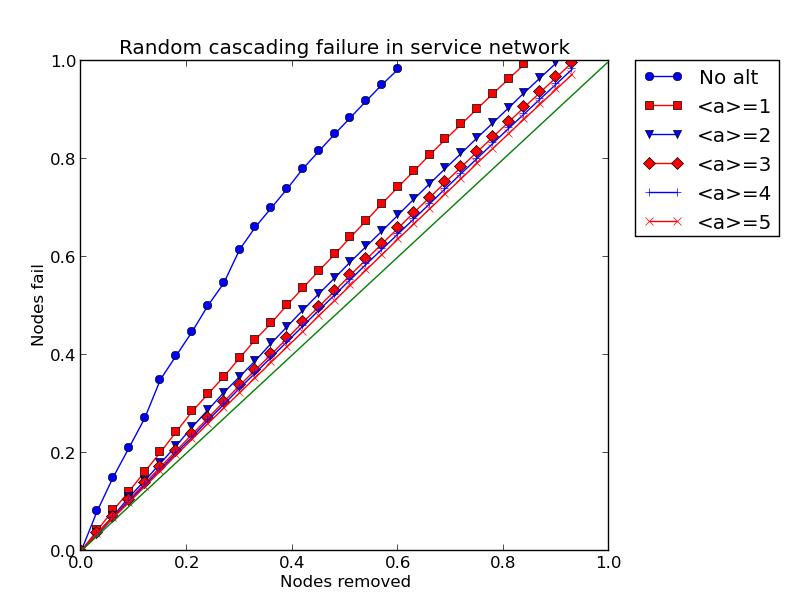 Random cascading failure in service network
1.0
0.8
0.6
0.4
0.2
0.0
Nodes fail
0.0 0.2 0.4 0.6 0.8 1.0
Nodes removed
No alt
<a>=1
<a>=2
<a>=3
<a>=4
<a>=5